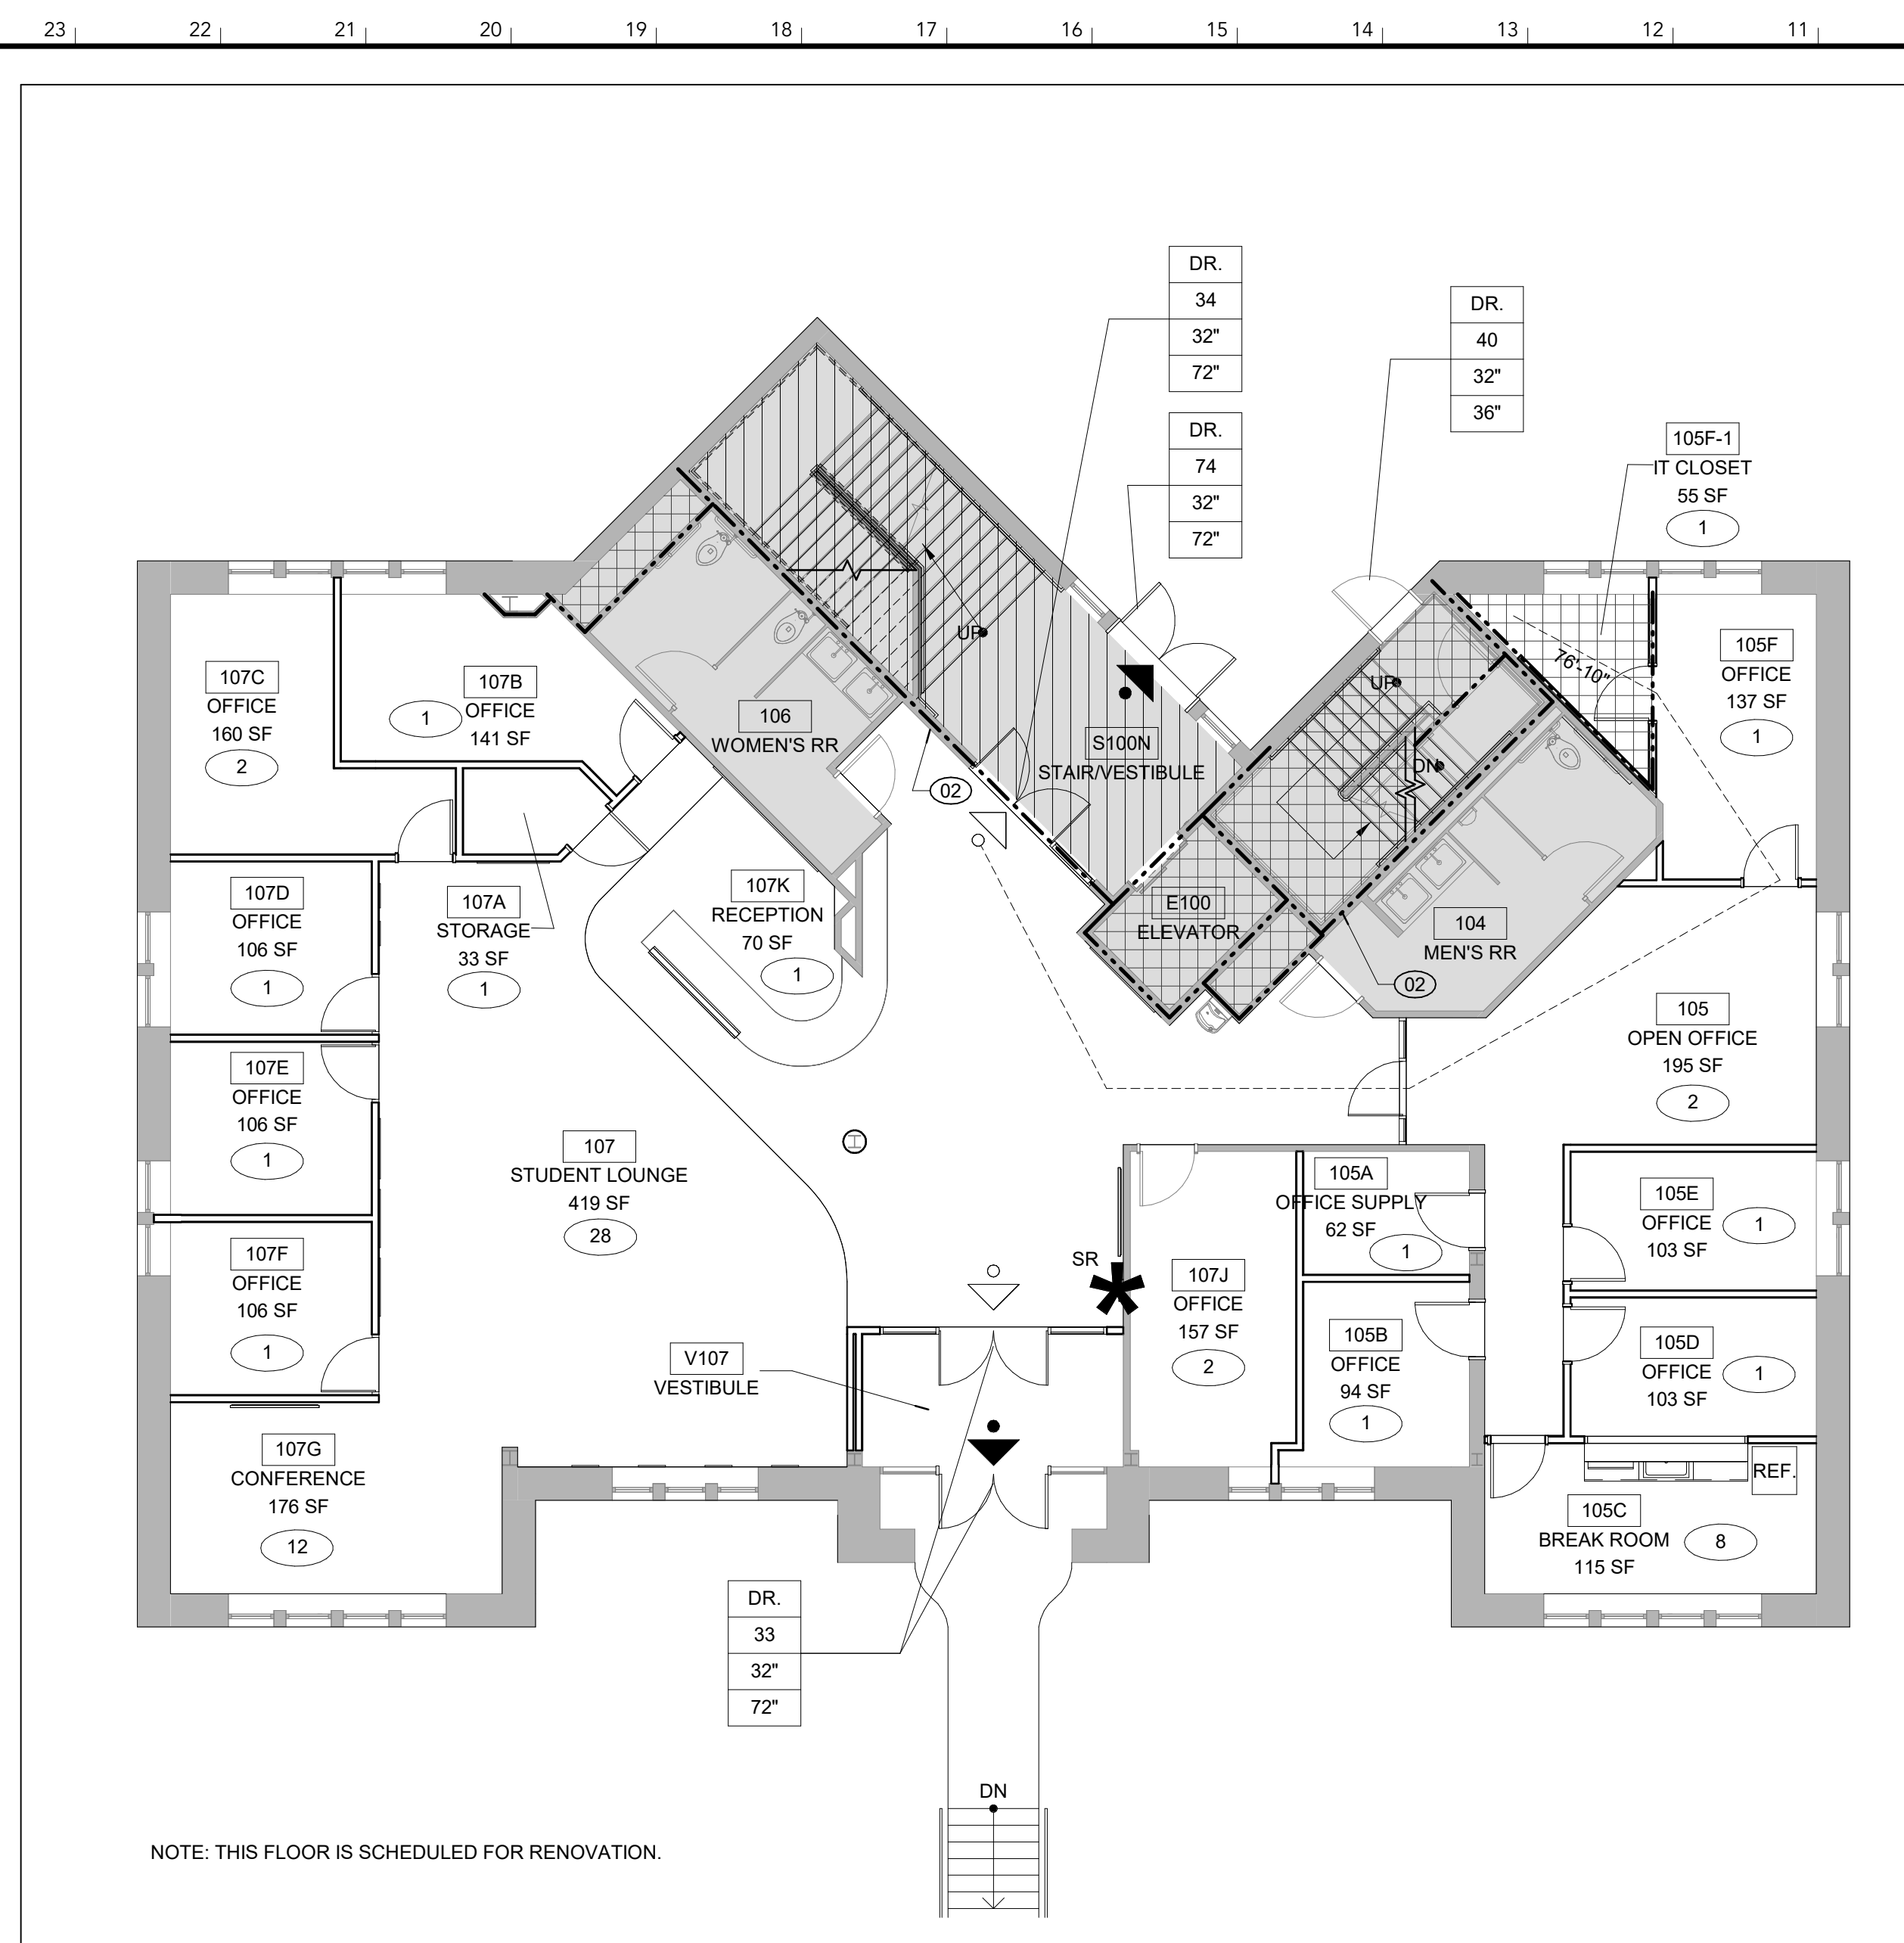 23 22 21 20 19 18 17 16 15 14 13 12 11
DR.
34
32"
72"
DR.
40
32"
36"
DR.
74
32"
72"
105F-1
IT CLOSET
55 SF
1
76'-10"
107C
OFFICE
160 SF
2
107B
OFFICE
141 SF
1
106
WOMEN'S RR
UP
S100N
STAIR/VESTIBULE
02
UP
DN
105F
OFFICE
137 SF
1
107D
OFFICE
106 SF
1
107A
STORAGE
33 SF
1
107K
RECEPTION
70 SF
1
E100
ELEVATOR
104
MEN'S RR
02
105
OPEN OFFICE
195 SF
2
107E
OFFICE
106 SF
1
107
STUDENT LOUNGE
419 SF
28
105A
OFFICE SUPPLY
62 SF
1
105E
OFFICE
103 SF
1
107F
OFFICE
106 SF
1
SR
107J
OFFICE
157 SF
2
105B
OFFICE
94 SF
1
105D
OFFICE
103 SF
1
V107
VESTIBULE
107G
CONFERENCE
176 SF
12
REF.
105C
BREAK ROOM
115 SF
8
DR.
33
32"
72"
DN
NOTE: THIS FLOOR IS SCHEDULED FOR RENOVATION.